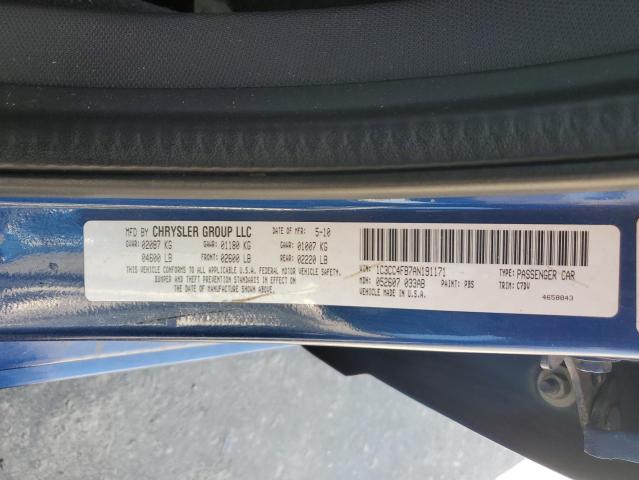 MFD BY CHRYSLER GROUP LLC DATE OF MFR: 5-10
GVWR: 02087 KG GAWR: 01180 KG GAWR: 01007 KG
04600 LB FRONT: 02600 LB REAR: 02220 LB
THIS VEHICLE CONFORMS TO ALL APPLICABLE U.S.A. FEDERAL MOTOR VEHICLE SAFETY,
BUMPER AND THEFT PREVENTION STANDARDS IN EFFECT ON
THE DATE OF MANUFACTURE SHOWN ABOVE.
VIN: 1C3CC4FB7AN191171 TYPE: PASSENGER CAR
MDH: 052607 033AB PAINT: PBS TRIM: C7DV
VEHICLE MADE IN U.S.A. 4658043